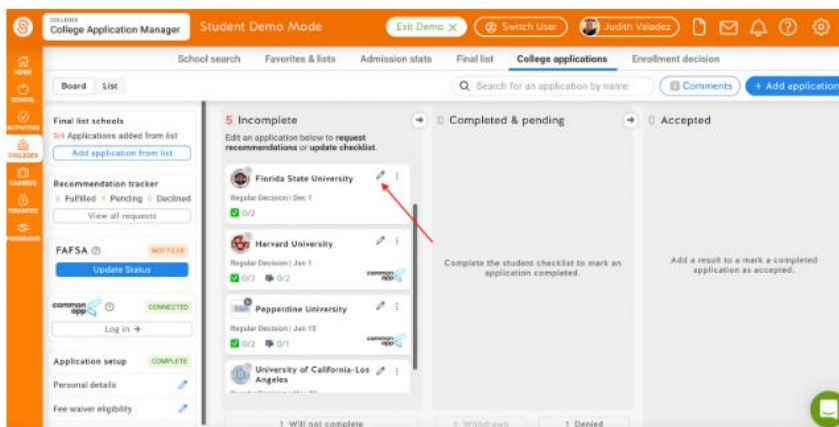 COLLEGES
College Application Manager
Student Demo Mode
Exit Demo
Switch User
Judith Valadez
HOME
SCHOOL
ACTIVITIES
COLLEGES
CAREERS
FINANCES
PROGRAMS
School search
Favorites & lists
Admission stats
Final list
College applications
Enrollment decision
Board
List
Search for an application by name
Comments
+ Add application
Final list schools
Applications added from list
Add application from list
Recommendation tracker
Fulfilled
Pending
Declined
View all requests
FAFSA
NOT FILED
Update Status
common app
CONNECTED
Log in →
Application setup
COMPLETE
Personal details
Fee waiver eligibility
5 Incomplete
Edit an application below to request
recommendations or update checklist.
Florida State University
Regular Decision | Dec 1
0/2
Harvard University
Regular Decision | Jan 1
0/2
0/2
common app
Pepperdine University
Regular Decision | Jan 15
0/2
0/1
common app
University of California-Los
Angeles
1 Will not complete
0 Completed & pending
Complete the student checklist to mark an
application completed.
Withdrawn
1 Denied
0 Accepted
Add a result to a mark a completed
application as accepted.